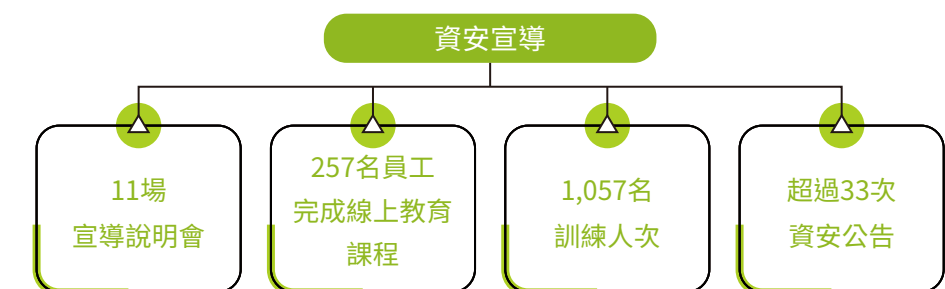 資安宣導
11場
宣導說明會
257名員工
完成線上教育
課程
1,057名
訓練人次
超過33次
資安公告